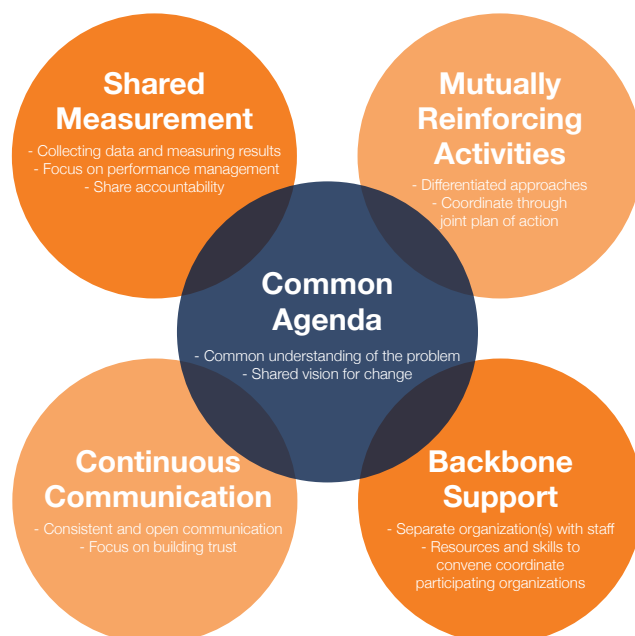 Shared
Measurement
- Collecting data and measuring results
- Focus on performance management
- Share accountability
Mutually
Reinforcing
Activities
- Differentiated approaches
- Coordinate through
joint plan of action
Common
Agenda
- Common understanding of the problem
- Shared vision for change
Continuous
Communication
- Consistent and open communication
- Focus on building trust
Backbone
Support
- Separate organization(s) with staff
- Resources and skills to
convene coordinate
participating organizations